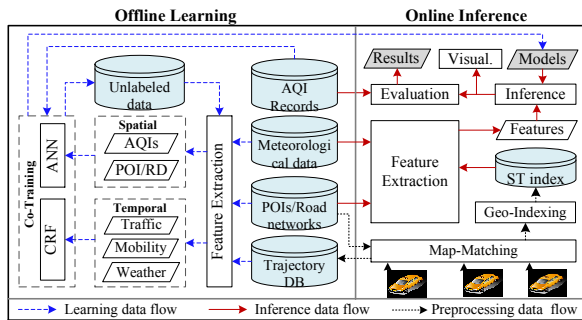 Offline Learning
Online Inference
Unlabeled
data
AQI
Records
Results
Visual.
Models
Evaluation
Inference
Co-Training
ANN
CRF
Spatial
AQIs
POI/RD
Temporal
Traffic
Mobility
Weather
Feature Extraction
Meteorologi
cal data
POIs/Road
networks
Trajectory
DB
Feature
Extraction
Features
ST index
Geo-Indexing
Map-Matching
Learning data flow
Inference data flow
Preprocessing data flow